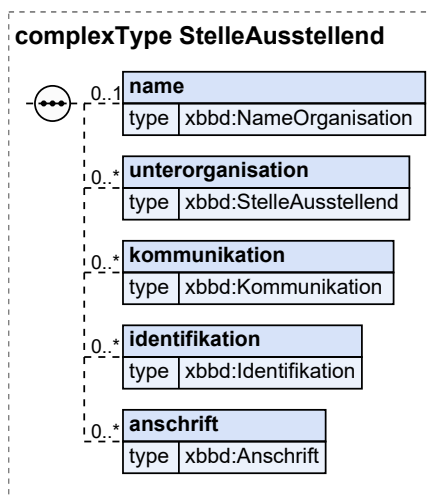 complexType StelleAusstellend
0..1 name
type xbbd:NameOrganisation
0..* unterorganisation
type xbbd:StelleAusstellend
0..* kommunikation
type xbbd:Kommunikation
0..* identifikation
type xbbd:Identifikation
0..* anschrift
type xbbd:Anschrift